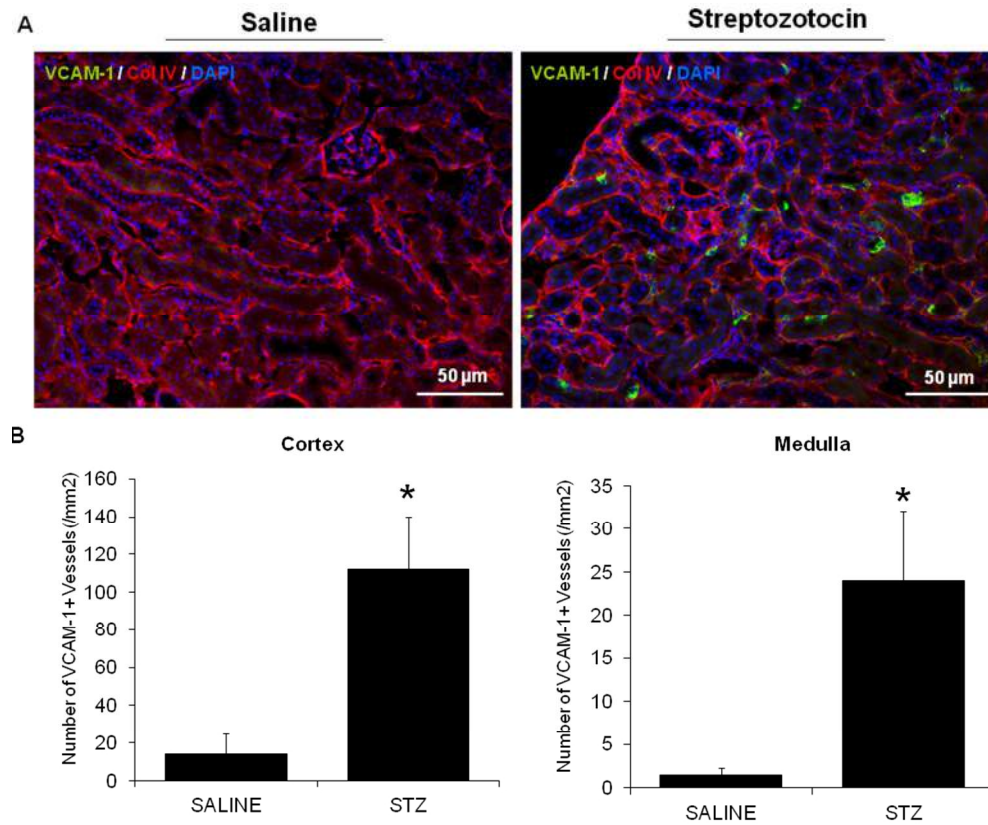 A
Saline
Streptozotocin
VCAM-1 / Col IV / DAPI
VCAM-1 / Col IV / DAPI
50 µm
50 µm
B
Cortex
Number of VCAM-1+ Vessels (/mm2)
160
140
120
100
80
60
40
20
0
*
SALINE
STZ
Medulla
Number of VCAM-1+ Vessels (/mm2)
35
30
25
20
15
10
5
0
*
SALINE
STZ